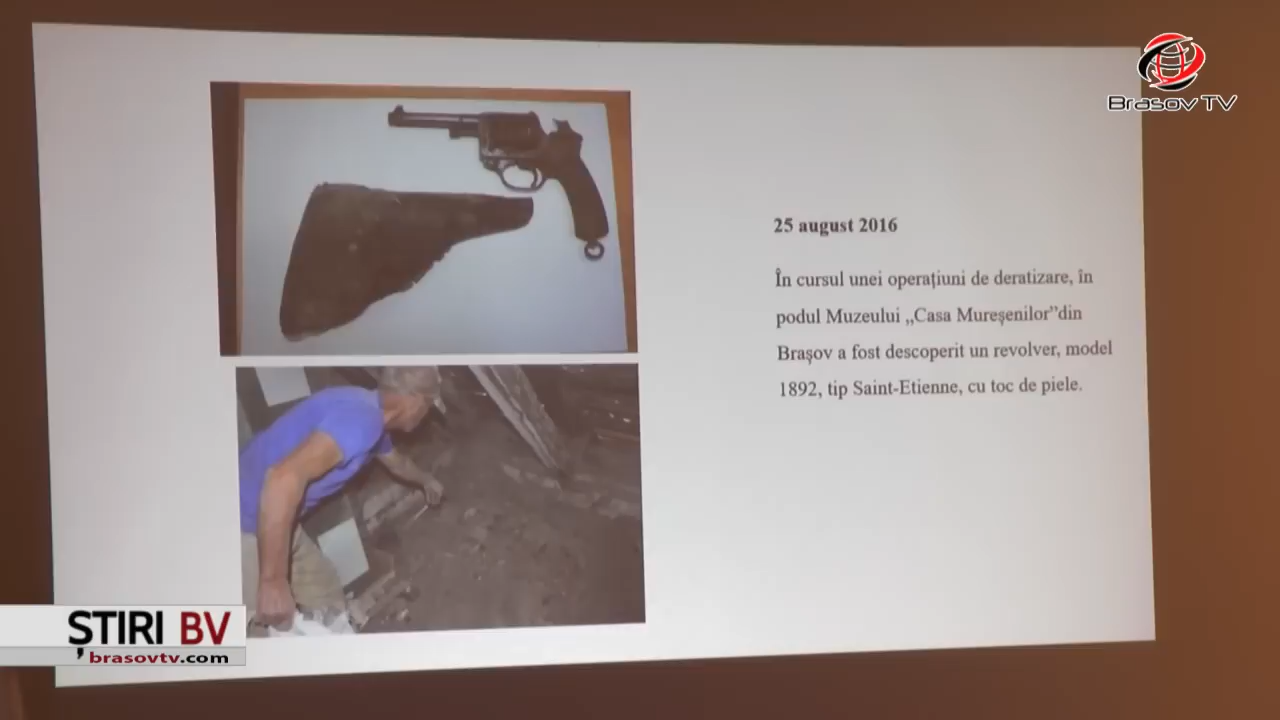 Brasov TV
25 august 2016
În cursul unei operațiuni de deratizare, în
podul Muzeului „Casa Mureșenilor”din
Brașov a fost descoperit un revolver, model
1892, tip Saint-Etienne, cu toc de piele.
ȘTIRI BV
brasovtv.com